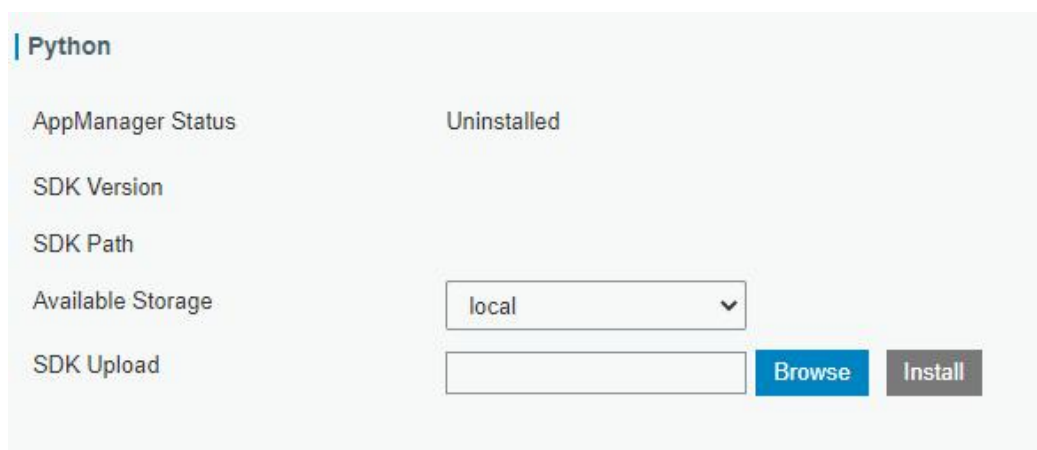 Python
AppManager Status Uninstalled
SDK Version
SDK Path
Available Storage local
SDK Upload Browse Install